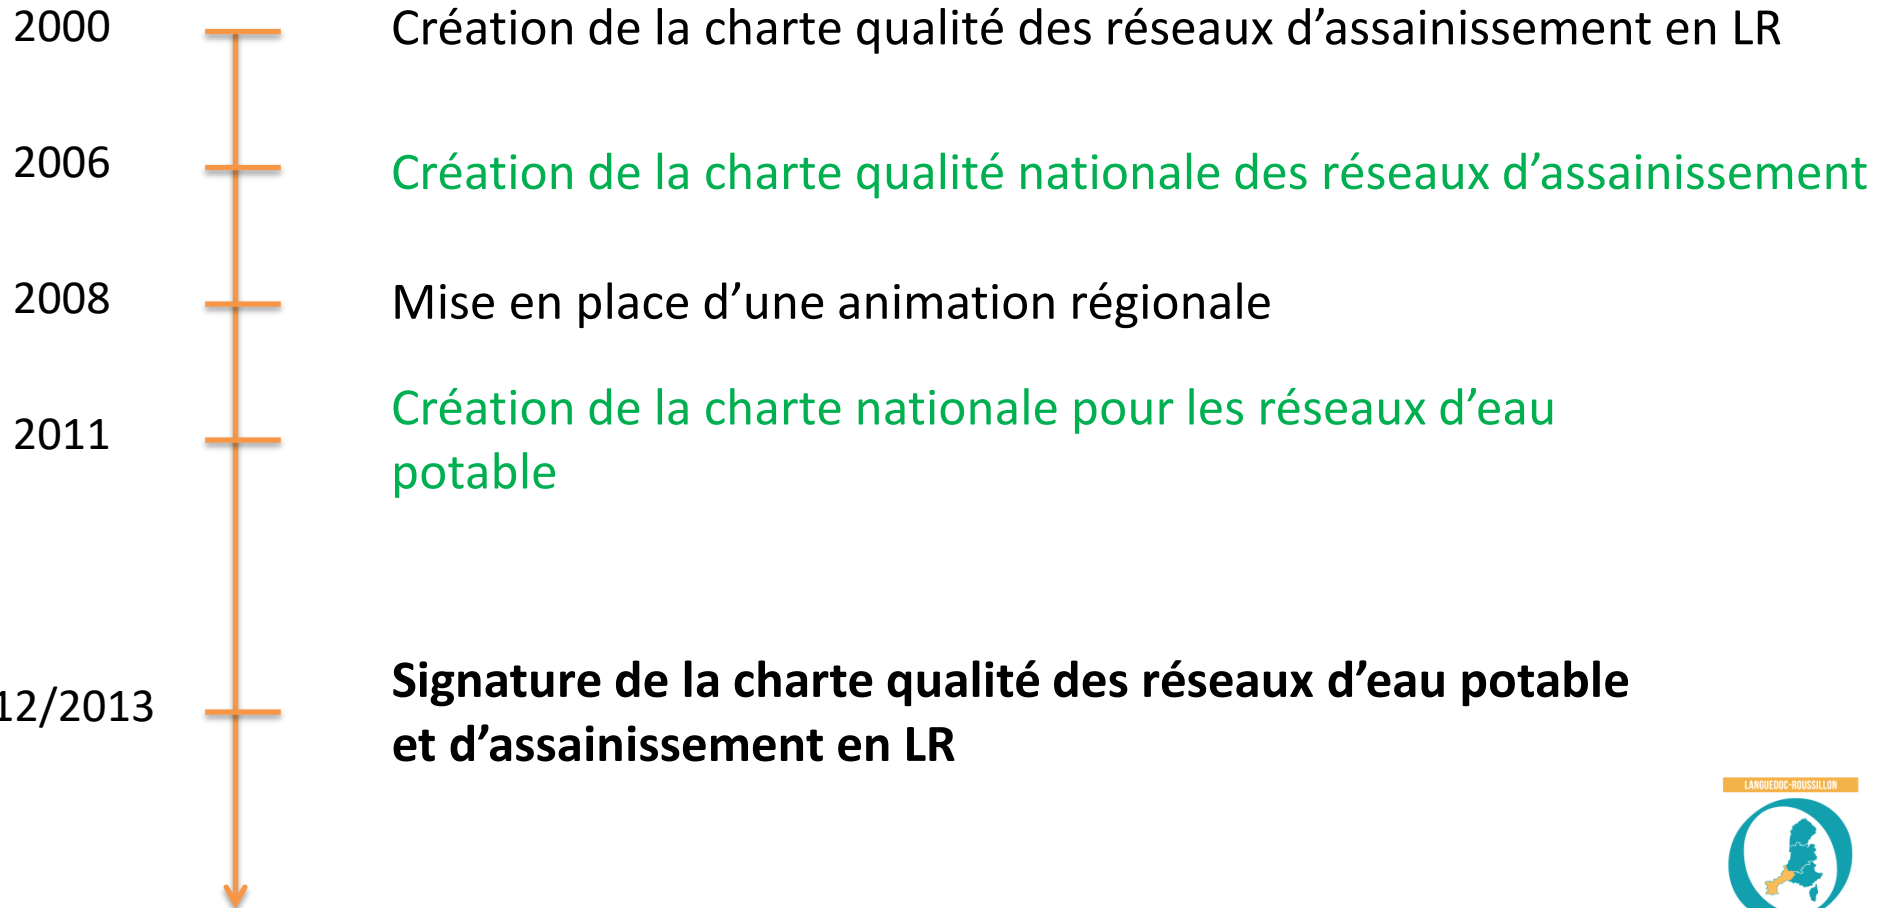 2000 Création de la charte qualité des réseaux d’assainissement en LR
2006 Création de la charte qualité nationale des réseaux d’assainissement
2008 Mise en place d’une animation régionale
2011 Création de la charte nationale pour les réseaux d’eau
potable
12/2013 Signature de la charte qualité des réseaux d’eau potable
et d’assainissement en LR
LANGUEDOC-ROUSSILLON